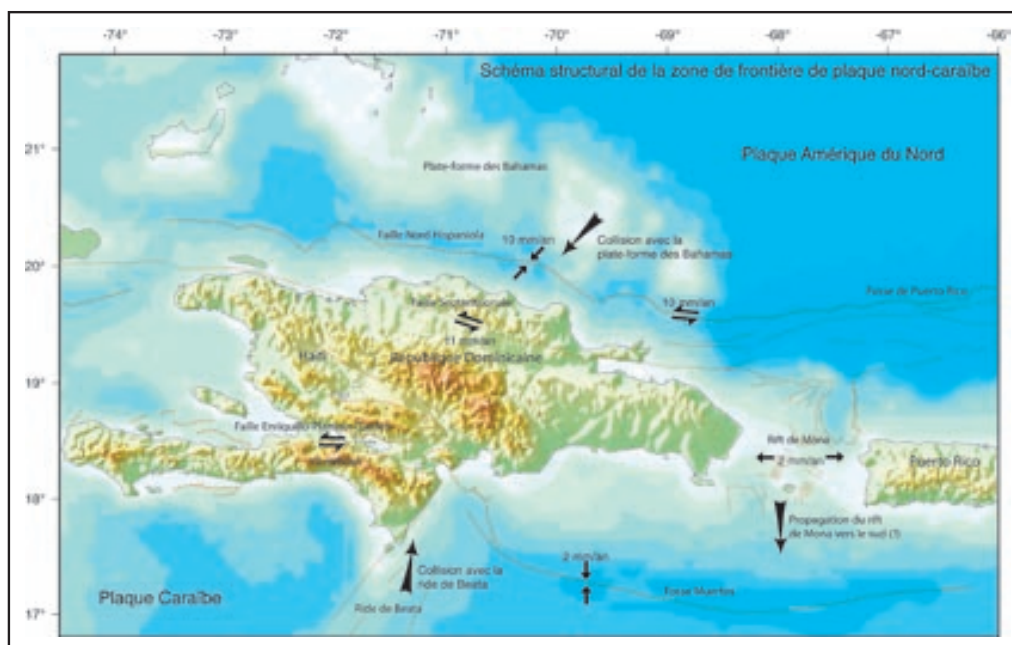 -74° -73° -72° -71° -70° -69° -68° -67° -66°
Schéma structural de la zone de frontière de plaque nord-caraïbe
21°
Plaque Amérique du Nord
Plate-forme des Bahamas
Faille Nord Hispaniola
10 mm/an
Collision avec la
plate-forme des Bahamas
20°
Fosse de Puerto Rico
Faille Septentrionale
10 mm/an
11 mm/an
Haïti
République Dominicaine
19°
Faille Enriquillo
Rift de Mona
2 mm/an
Puerto Rico
18°
Propagation du rift
de Mona vers le sud (?)
2 mm/an
Collision avec la
ride de Beata
Plaque Caraïbe
Ride de Beata
Fosse Muertos
17°